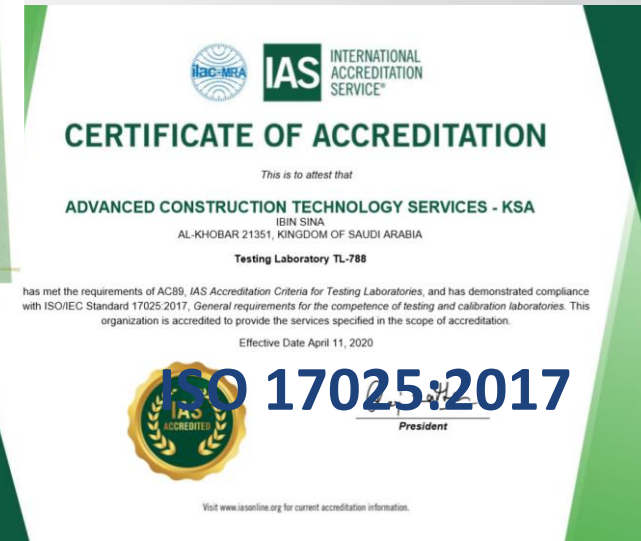 ilac-MRA
IAS
INTERNATIONAL
ACCREDITATION
SERVICE®
CERTIFICATE OF ACCREDITATION
This is to attest that
ADVANCED CONSTRUCTION TECHNOLOGY SERVICES - KSA
IBIN SINA
AL-KHOBAR 21351, KINGDOM OF SAUDI ARABIA
Testing Laboratory TL-788
has met the requirements of AC89, IAS Accreditation Criteria for Testing Laboratories, and has demonstrated compliance
with ISO/IEC Standard 17025:2017, General requirements for the competence of testing and calibration laboratories. This
organization is accredited to provide the services specified in the scope of accreditation.
Effective Date April 11, 2020
ISO 17025:2017
IAS
ACCREDITED
President
Visit www.iasonline.org for current accreditation information.